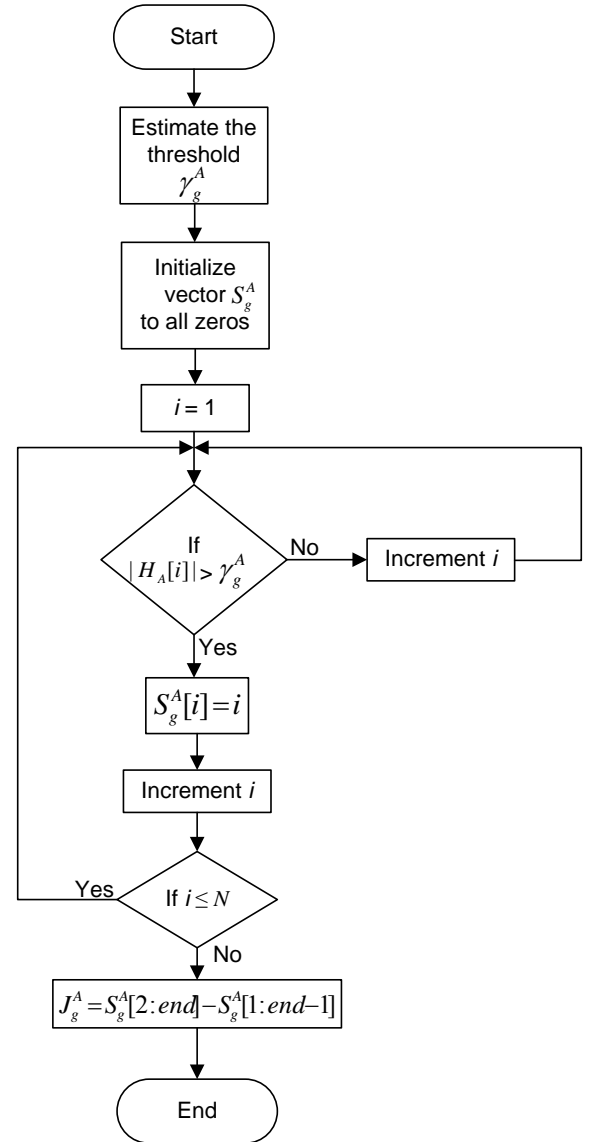 Start
Estimate the
threshold
γ_g^A
Initialize
vector S_g^A
to all zeros
i = 1
If
|H_A[i]| > γ_g^A
No
Increment i
Yes
S_g^A[i]=i
Increment i
Yes
If i ≤ N
No
J_g^A = S_g^A[2:end] − S_g^A[1:end−1]
End